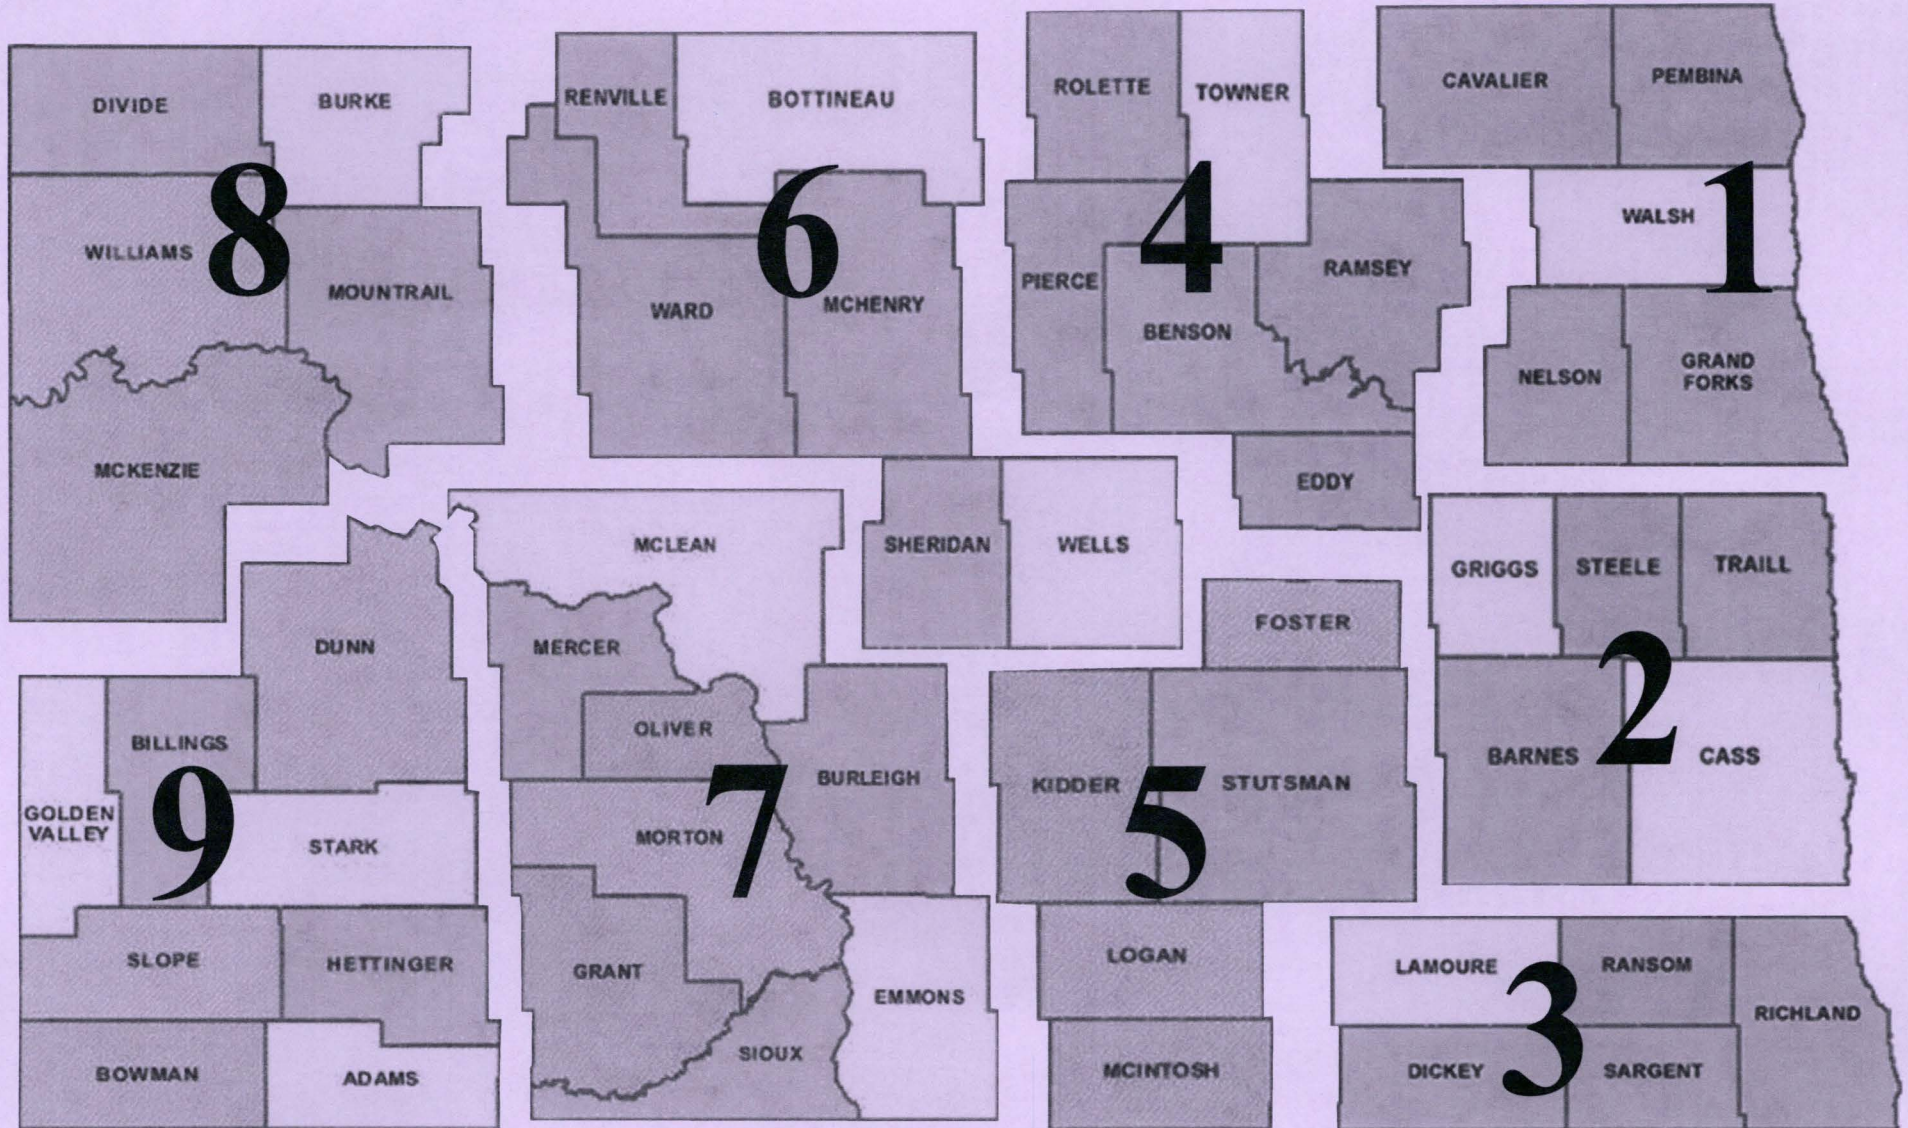 DIVIDE
BURKE
WILLIAMS
8
MOUNTRAIL
MCKENZIE
RENVILLE
BOTTINEAU
6
WARD
MCHENRY
ROLETTE
TOWNER
4
PIERCE
BENSON
RAMSEY
EDDY
CAVALIER
PEMBINA
WALSH
1
NELSON
GRAND
FORKS
SHERIDAN
WELLS
FOSTER
KIDDER
5
STUTSMAN
LOGAN
MCINTOSH
GRIGGS
STEELE
TRAILL
2
BARNES
CASS
LAMOURE
RANSOM
3
RICHLAND
DICKEY
SARGENT
MCLEAN
MERCER
OLIVER
BURLEIGH
7
MORTON
GRANT
SIOUX
EMMONS
DUNN
BILLINGS
GOLDEN
VALLEY
9
STARK
SLOPE
HETTINGER
BOWMAN
ADAMS